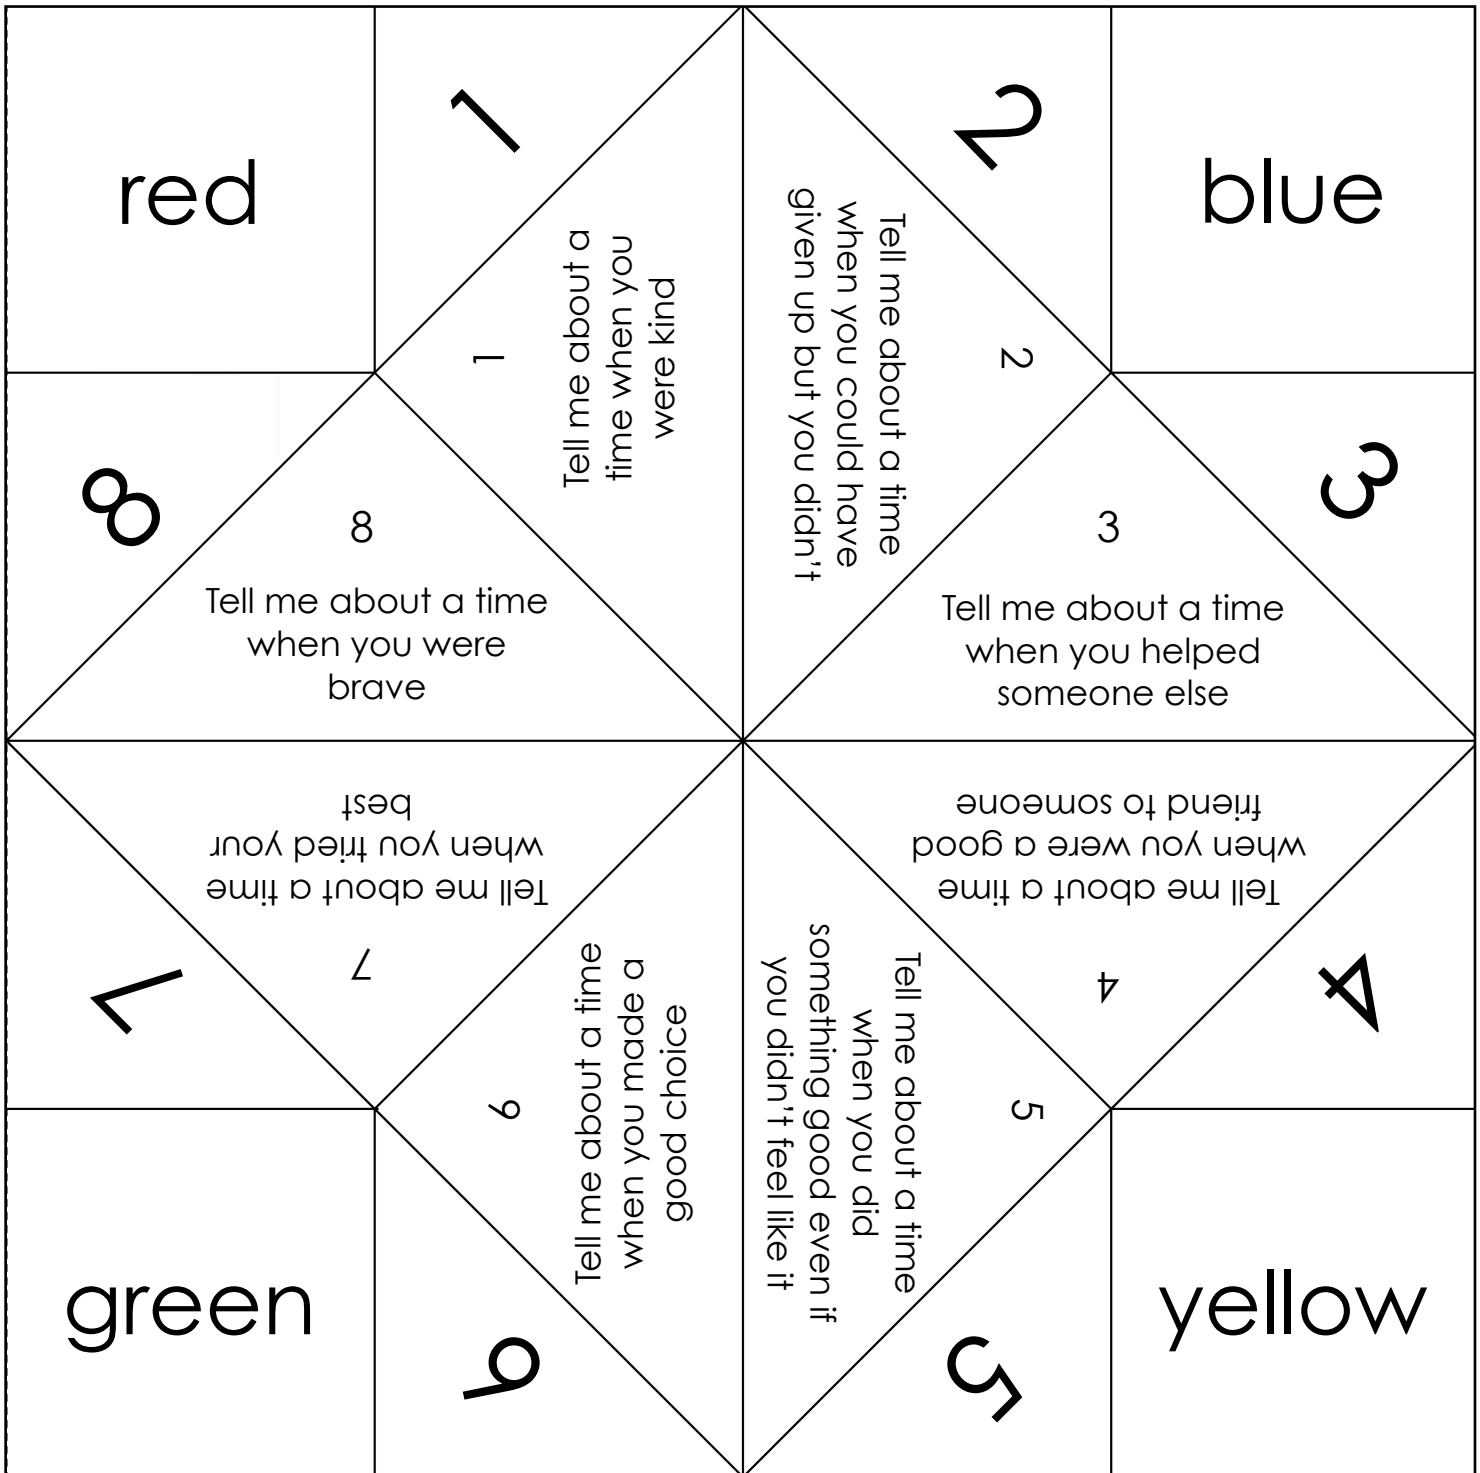 red
1
2
blue
1
Tell me about a
time when you
were kind
2
Tell me about a time
when you could have
given up but you didn't
8
8
Tell me about a time
when you were
brave
3
3
Tell me about a time
when you helped
someone else
7
7
Tell me about a time
when you tried your
best
4
4
Tell me about a time
when you were a good
friend to someone
6
Tell me about a time
when you made a
good choice
5
Tell me about a time
when you did
something good even if
you didn't feel like it
green
6
5
yellow